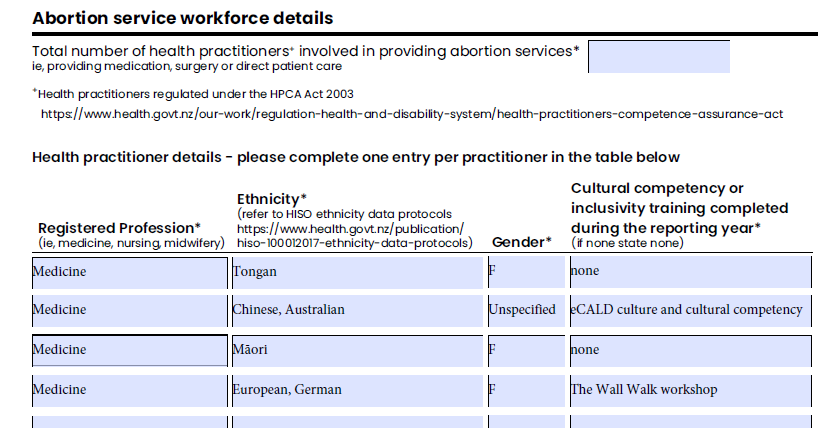 Abortion service workforce details
Total number of health practitioners+ involved in providing abortion services*
ie, providing medication, surgery or direct patient care
+Health practitioners regulated under the HPCA Act 2003
https://www.health.govt.nz/our-work/regulation-health-and-disability-system/health-practitioners-competence-assurance-act
Health practitioner details - please complete one entry per practitioner in the table below
Registered Profession*
(ie, medicine, nursing, midwifery)
Ethnicity*
(refer to HISO ethnicity data protocols
https://www.health.govt.nz/publication/
hiso-100012017-ethnicity-data-protocols)
Gender*
Cultural competency or
inclusivity training completed
during the reporting year*
(if none state none)
Medicine Tongan F none
Medicine Chinese, Australian Unspecified eCALD culture and cultural competency
Medicine Māori F none
Medicine European, German F The Wall Walk workshop